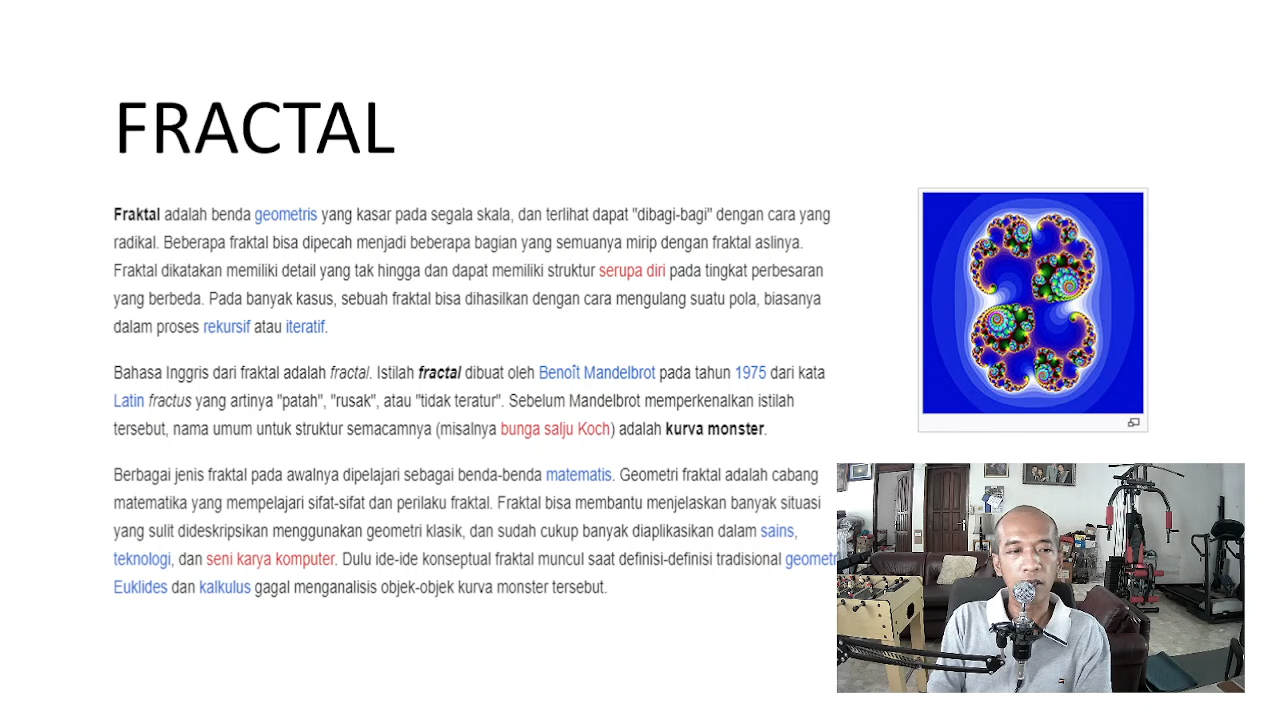 FRACTAL
Fraktal adalah benda geometris yang kasar pada segala skala, dan terlihat dapat "dibagi-bagi" dengan cara yang
radikal. Beberapa fraktal bisa dipecah menjadi beberapa bagian yang semuanya mirip dengan fraktal aslinya.
Fraktal dikatakan memiliki detail yang tak hingga dan dapat memiliki struktur serupa diri pada tingkat perbesaran
yang berbeda. Pada banyak kasus, sebuah fraktal bisa dihasilkan dengan cara mengulang suatu pola, biasanya
dalam proses rekursif atau iteratif.
Bahasa Inggris dari fraktal adalah fractal. Istilah fractal dibuat oleh Benoît Mandelbrot pada tahun 1975 dari kata
Latin fractus yang artinya "patah", "rusak", atau "tidak teratur". Sebelum Mandelbrot memperkenalkan istilah
tersebut, nama umum untuk struktur semacamnya (misalnya bunga salju Koch) adalah kurva monster.
Berbagai jenis fraktal pada awalnya dipelajari sebagai benda-benda matematis. Geometri fraktal adalah cabang
matematika yang mempelajari sifat-sifat dan perilaku fraktal. Fraktal bisa membantu menjelaskan banyak situasi
yang sulit dideskripsikan menggunakan geometri klasik, dan sudah cukup banyak diaplikasikan dalam sains,
teknologi, dan seni karya komputer. Dulu ide-ide konseptual fraktal muncul saat definisi-definisi tradisional geometr
Euklides dan kalkulus gagal menganalisis objek-objek kurva monster tersebut.